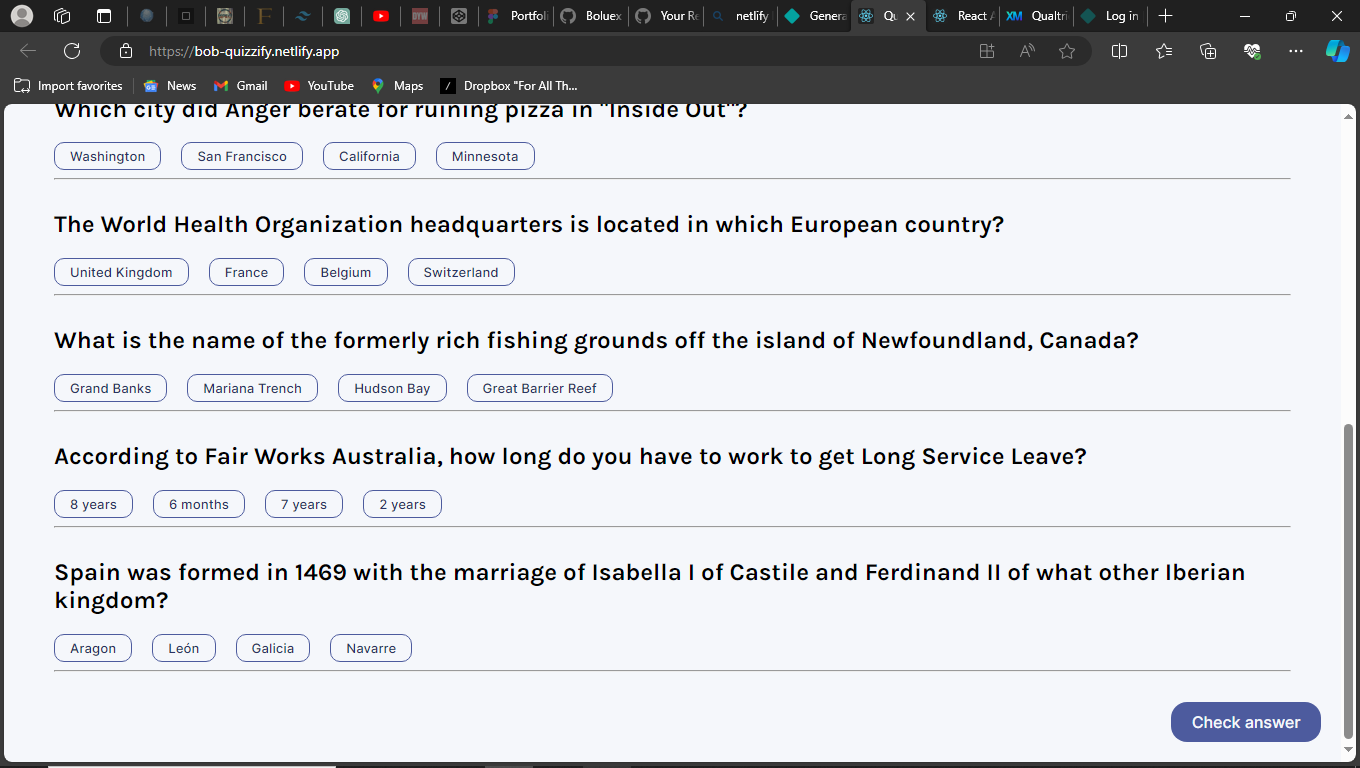 Portfoli
Boluex
Your Re
netlify
Genera
Qu
React A
XM Qualtri
Log in
https://bob-quizzify.netlify.app
Import favorites
News
Gmail
YouTube
Maps
Dropbox "For All Th...
Which city did Anger berate for ruining pizza in "Inside Out"?
Washington San Francisco California Minnesota
The World Health Organization headquarters is located in which European country?
United Kingdom France Belgium Switzerland
What is the name of the formerly rich fishing grounds off the island of Newfoundland, Canada?
Grand Banks Mariana Trench Hudson Bay Great Barrier Reef
According to Fair Works Australia, how long do you have to work to get Long Service Leave?
8 years 6 months 7 years 2 years
Spain was formed in 1469 with the marriage of Isabella I of Castile and Ferdinand II of what other Iberian
kingdom?
Aragon León Galicia Navarre
Check answer